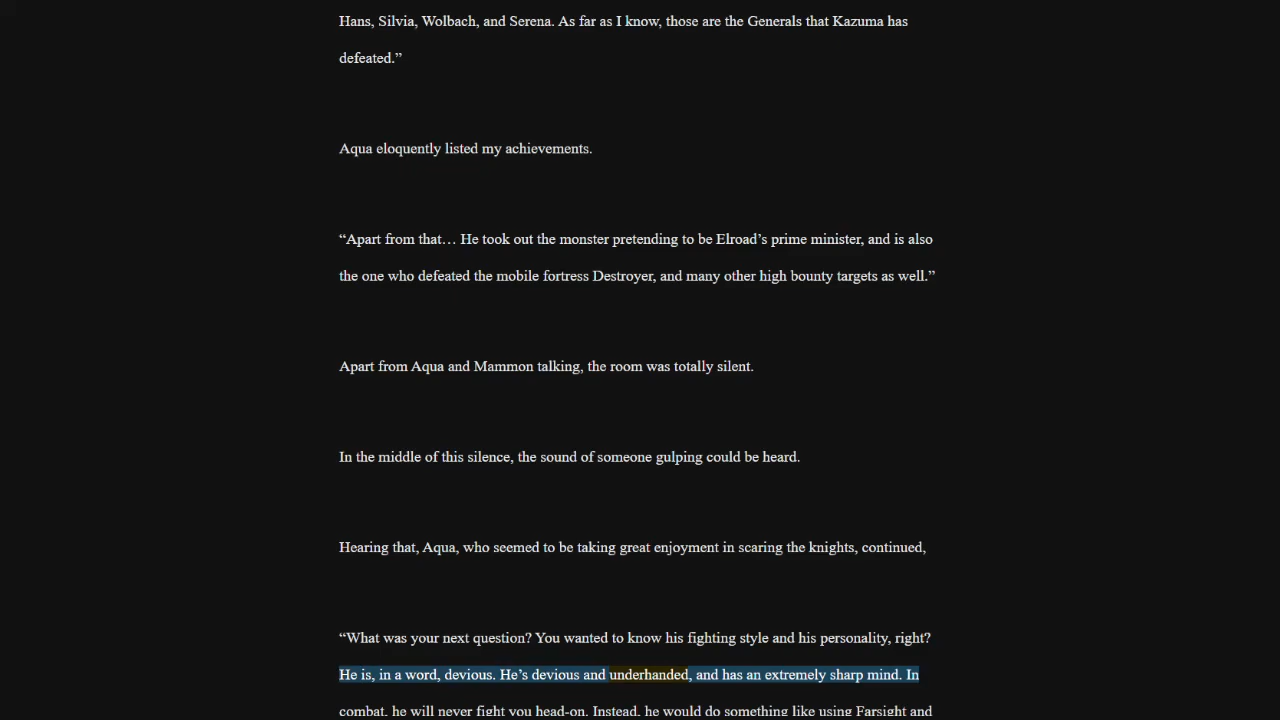 Hans, Silvia, Wolbach, and Serena. As far as I know, those are the Generals that Kazuma has
defeated.”
Aqua eloquently listed my achievements.
“Apart from that… He took out the monster pretending to be Elroad’s prime minister, and is also
the one who defeated the mobile fortress Destroyer, and many other high bounty targets as well.”
Apart from Aqua and Mammon talking, the room was totally silent.
In the middle of this silence, the sound of someone gulping could be heard.
Hearing that, Aqua, who seemed to be taking great enjoyment in scaring the knights, continued,
“What was your next question? You wanted to know his fighting style and his personality, right?
He is, in a word, devious. He’s devious and underhanded, and has an extremely sharp mind. In
combat, he will never fight you head-on. Instead, he would do something like using Farsight and